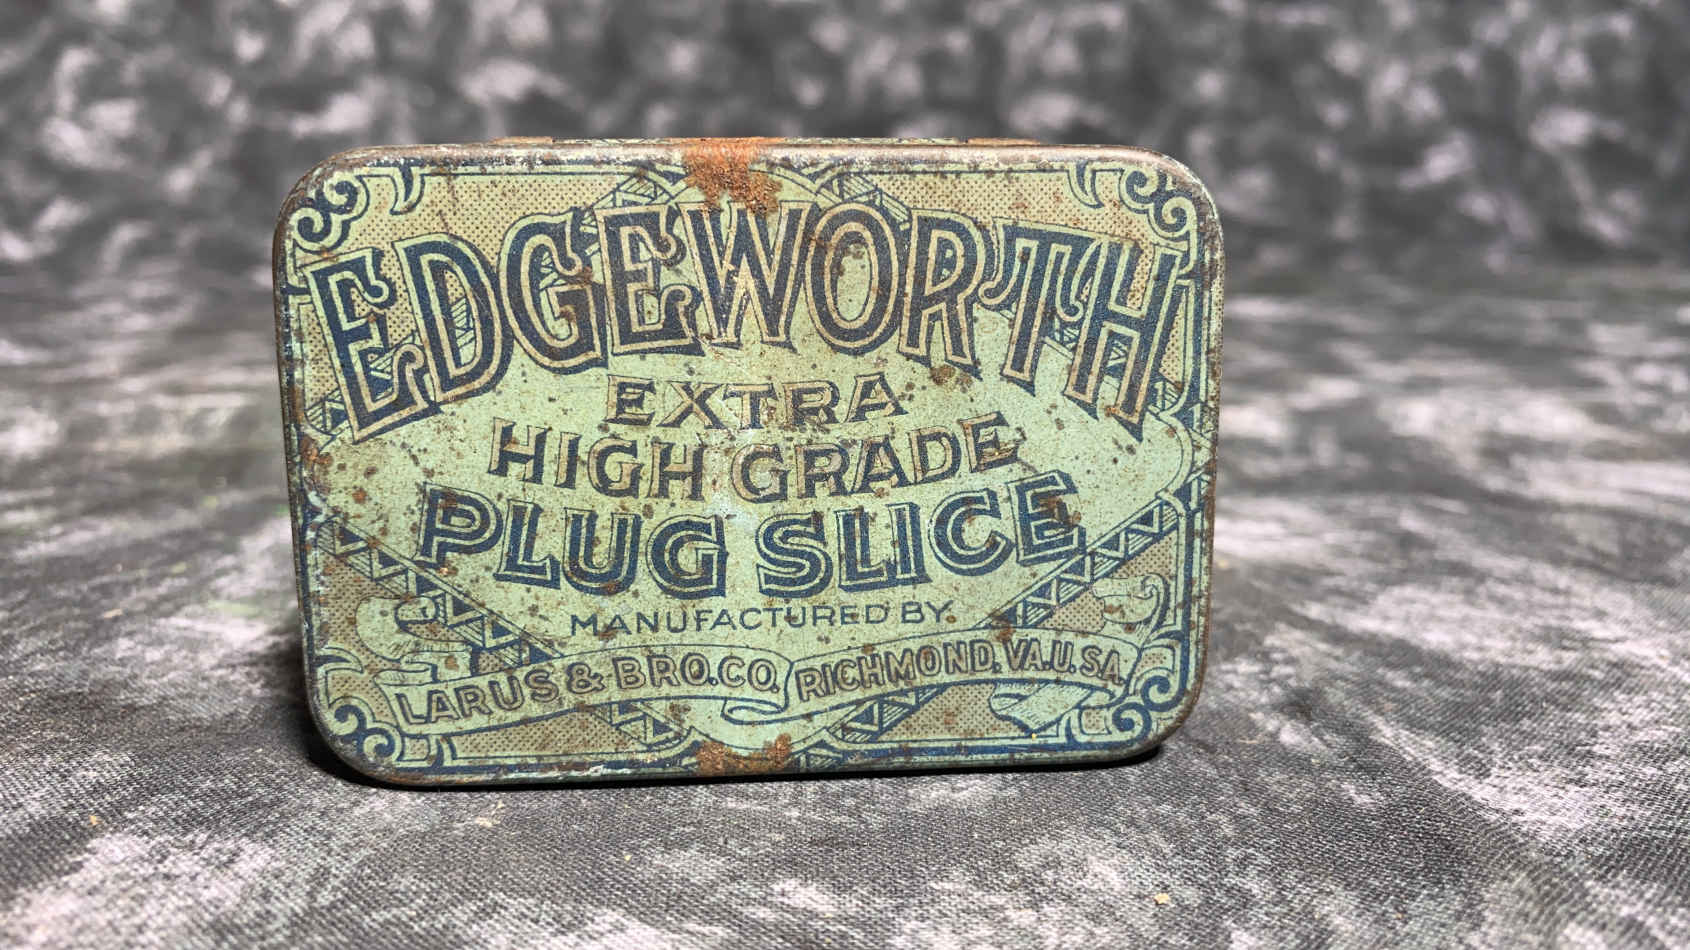 EDGEWORTH
EXTRA
HIGH GRADE
PLUG SLICE
MANUFACTURED BY
LARUS & BRO.CO. RICHMOND.VA.U.S.A.